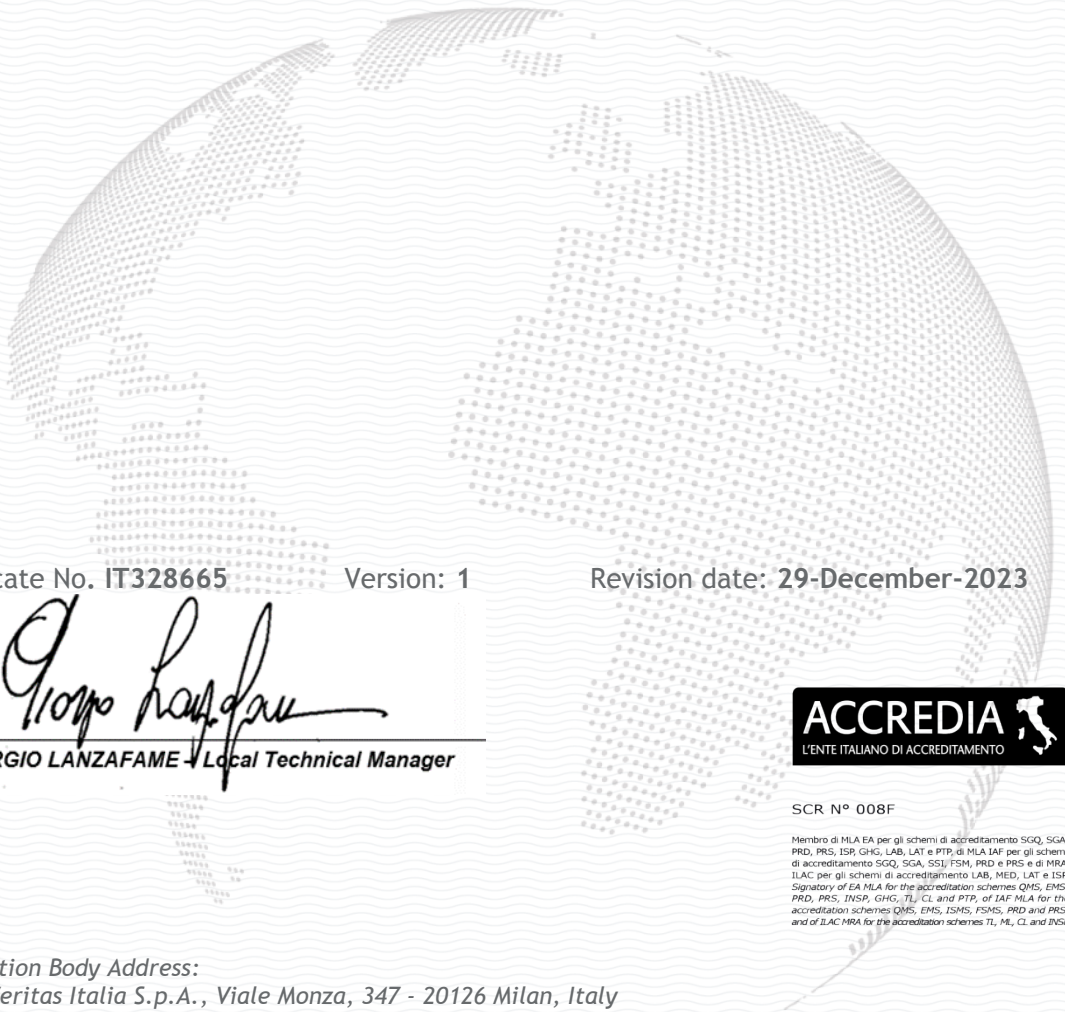 cate No. IT328665 Version: 1 Revision date: 29-December-2023
RGIO LANZAFAME - Local Technical Manager
ACCREDIA
L'ENTE ITALIANO DI ACCREDITAMENTO
SCR N° 008F
Membro di MLA EA per gli schemi di accreditamento SGQ, SGA
PRD, PRS, ISP, GHG, LAB, LAT e PTP, di MLA IAF per gli schemi
di accreditamento SGQ, SGA, SSI, FSM, PRD e PRS e di MRA
ILAC per gli schemi di accreditamento LAB, MED, LAT e ISP
Signatory of EA MLA for the accreditation schemes QMS, EMS
PRD, PRS, INSP, GHG, TL, CL and PTP, of IAF MLA for the
accreditation schemes QMS, EMS, ISMS, FSMS, PRD and PRS
and of ILAC MRA for the accreditation schemes TL, ML, CL and INS
tion Body Address:
Veritas Italia S.p.A., Viale Monza, 347 - 20126 Milan, Italy